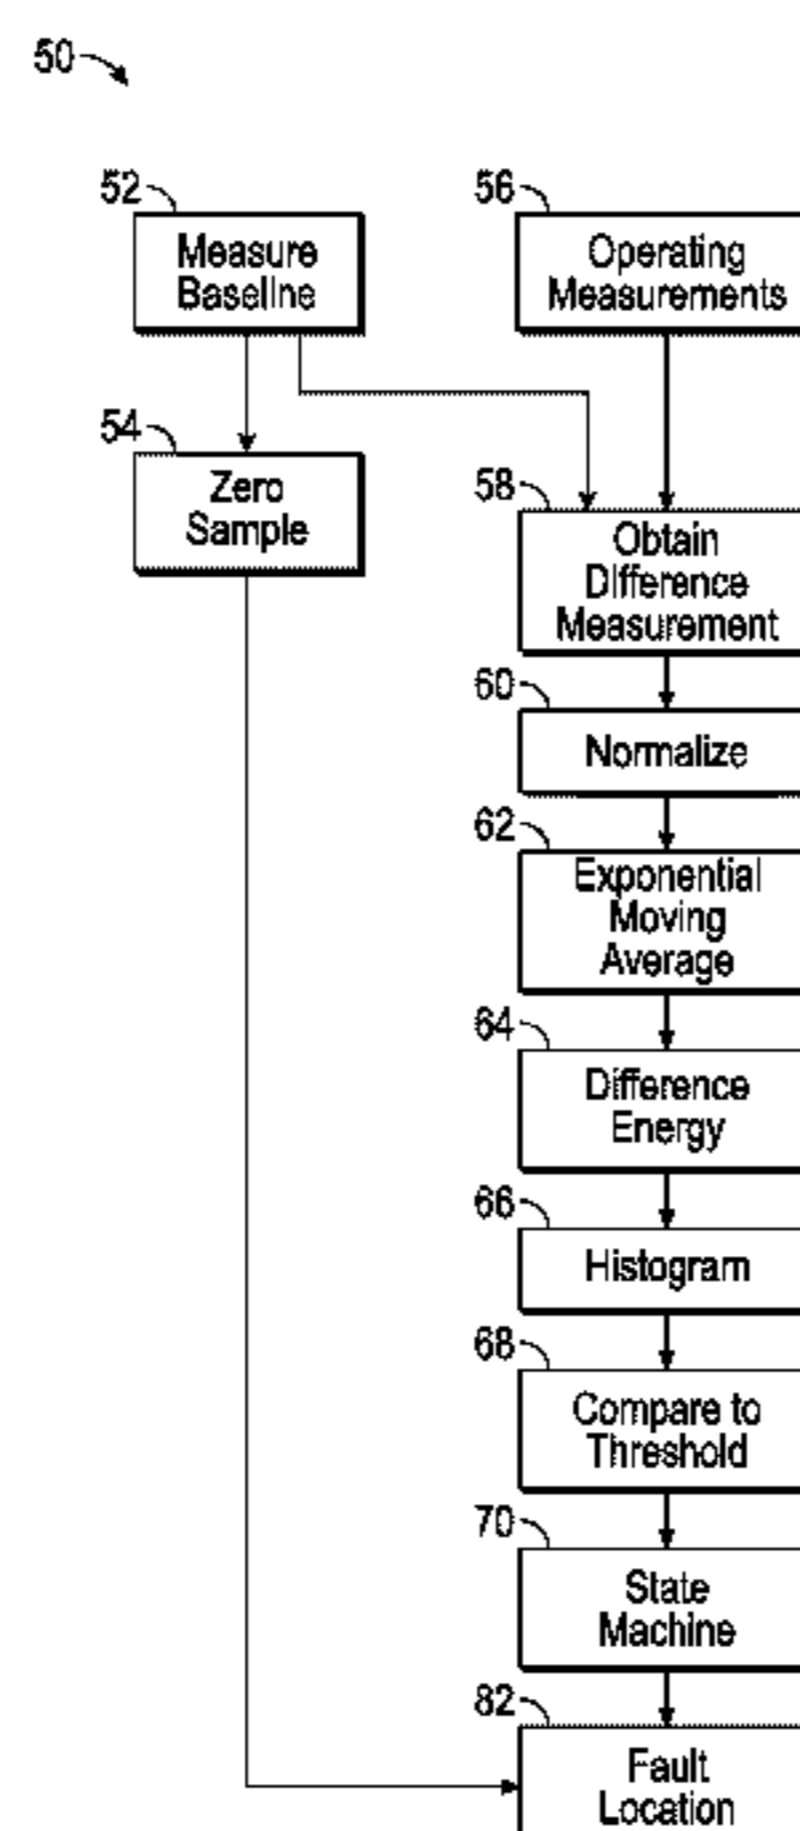 50
52
Measure
Baseline
56
Operating
Measurements
54
Zero
Sample
58
Obtain
Difference
Measurement
60
Normalize
62
Exponential
Moving
Average
64
Difference
Energy
66
Histogram
68
Compare to
Threshold
70
State
Machine
82
Fault
Location